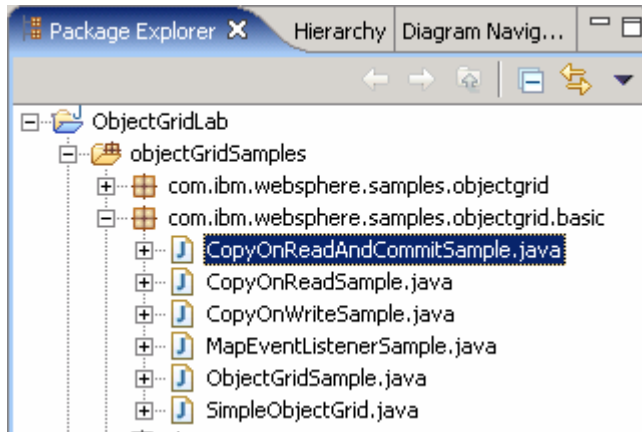 Package Explorer Hierarchy Diagram Navig...
ObjectGridLab
objectGridSamples
com.ibm.websphere.samples.objectgrid
com.ibm.websphere.samples.objectgrid.basic
CopyOnReadAndCommitSample.java
CopyOnReadSample.java
CopyOnWriteSample.java
MapEventListenerSample.java
ObjectGridSample.java
SimpleObjectGrid.java